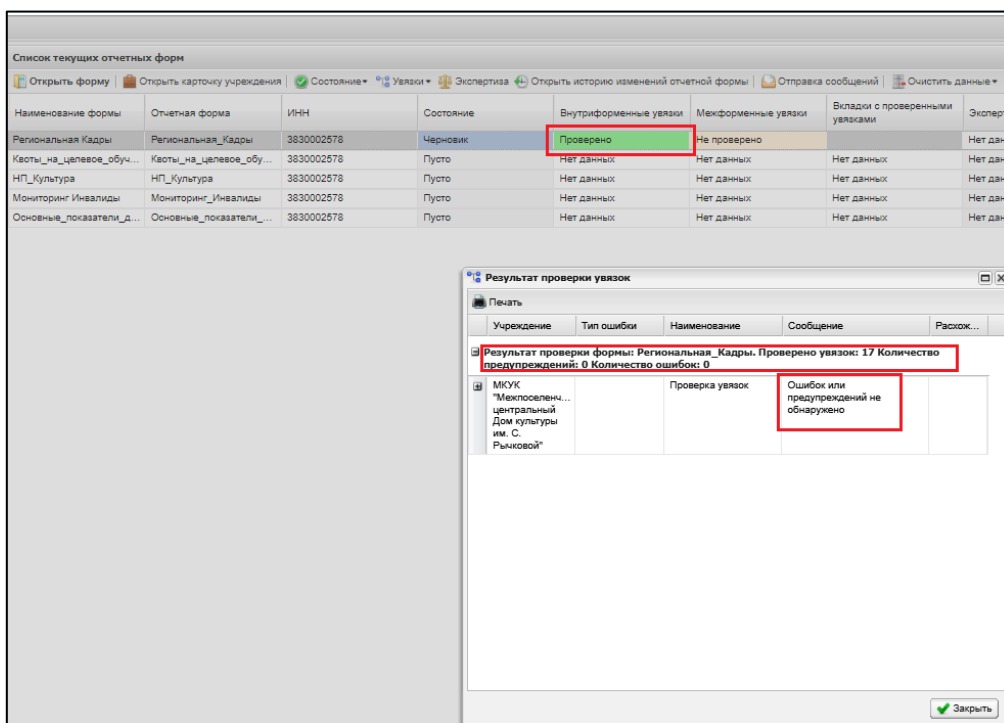 Список текущих отчетных форм
Открыть форму Открыть карточку учреждения Состояние Увязки Экспертиза Открыть историю изменений отчетной формы Отправка сообщений Очистить данные
Наименование формы Отчетная форма ИНН Состояние Внутриформенные увязки Межформенные увязки Вкладки с проверенными увязками Эксперт
Региональная Кадры Региональная_Кадры 3830002578 Черновик Проверено Не проверено Нет дан
Квоты_на_целевое_обуч... Квоты_на_целевое_обу... 3830002578 Пусто Нет данных Нет данных Нет данных Нет дан
НП_Культура НП_Культура 3830002578 Пусто Нет данных Нет данных Нет данных Нет дан
Мониторинг Инвалиды Мониторинг_Инвалиды 3830002578 Пусто Нет данных Нет данных Нет данных Нет дан
Основные_показатели_д... Основные_показатели_... 3830002578 Пусто Нет данных Нет данных Нет данных Нет дан
Результат проверки увязок
Печать
Учреждение Тип ошибки Наименование Сообщение Расхож...
Результат проверки формы: Региональная_Кадры. Проверено увязок: 17 Количество
предупреждений: 0 Количество ошибок: 0
МКУК Проверка увязок Ошибок или
"Межпоселенч... предупреждений не
центральный обнаружено
Дом культуры
им. С.
Рычковой"
Закрыть